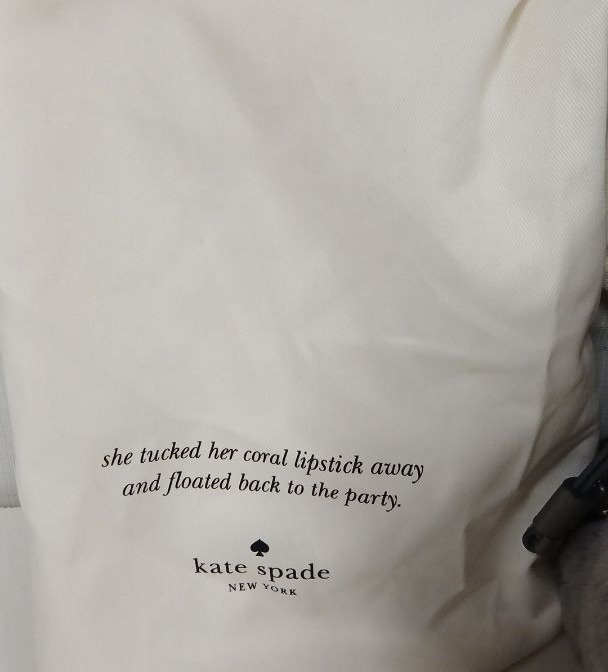 she tucked her coral lipstick away
and floated back to the party.
kate spade
NEW YORK